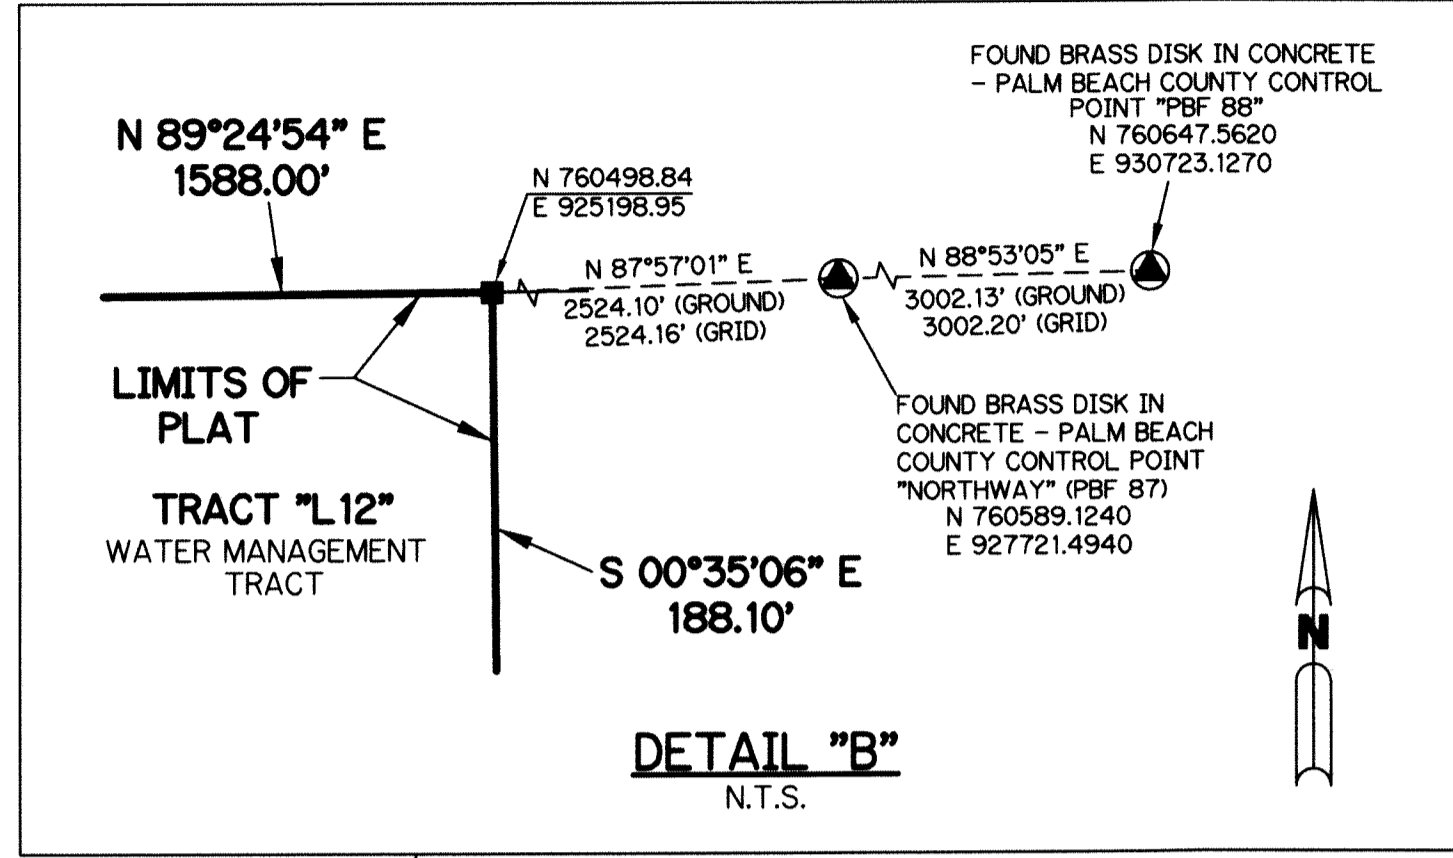 FOUND BRASS DISK IN CONCRETE
- PALM BEACH COUNTY CONTROL
POINT "PBF 88"
N 760647.5620
E 930723.1270
N 89°24'54" E
1588.00'
N 760498.84
E 925198.95
N 87°57'01" E
2524.10' (GROUND)
2524.16' (GRID)
N 88°53'05" E
3002.13' (GROUND)
3002.20' (GRID)
LIMITS OF
PLAT
FOUND BRASS DISK IN
CONCRETE - PALM BEACH
COUNTY CONTROL POINT
"NORTHWAY" (PBF 87)
N 760589.1240
E 927721.4940
TRACT "L12"
WATER MANAGEMENT
TRACT
S 00°35'06" E
188.10'
N
DETAIL "B"
N.T.S.